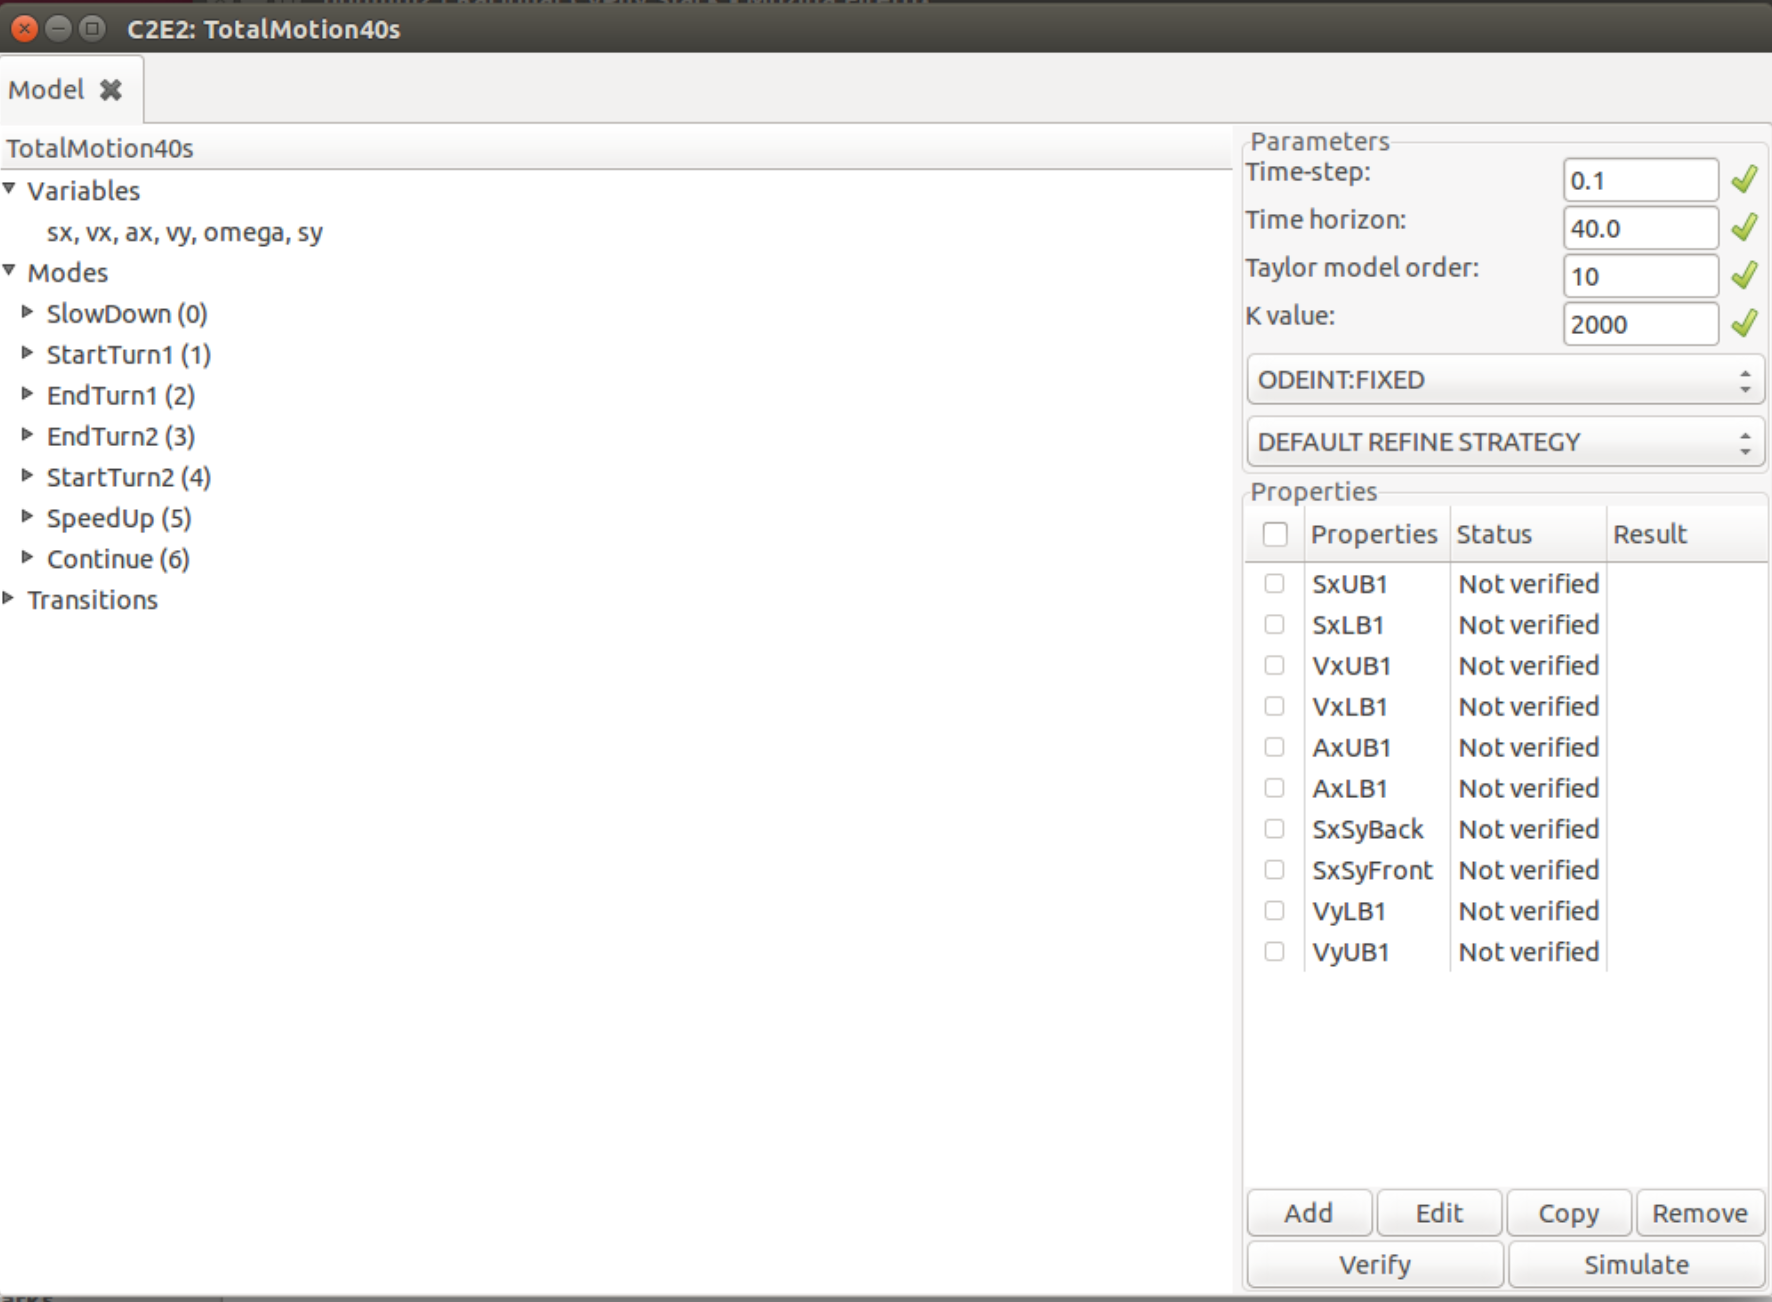 C2E2: TotalMotion40s
Model
TotalMotion40s
Variables
sx, vx, ax, vy, omega, sy
Modes
SlowDown (0)
StartTurn1 (1)
EndTurn1 (2)
EndTurn2 (3)
StartTurn2 (4)
SpeedUp (5)
Continue (6)
Transitions
Parameters
Time-step: 0.1
Time horizon: 40.0
Taylor model order: 10
K value: 2000
ODEINT:FIXED
DEFAULT REFINE STRATEGY
Properties
Properties Status Result
SxUB1 Not verified
SxLB1 Not verified
VxUB1 Not verified
VxLB1 Not verified
AxUB1 Not verified
AxLB1 Not verified
SxSyBack Not verified
SxSyFront Not verified
VyLB1 Not verified
VyUB1 Not verified
Add Edit Copy Remove
Verify Simulate